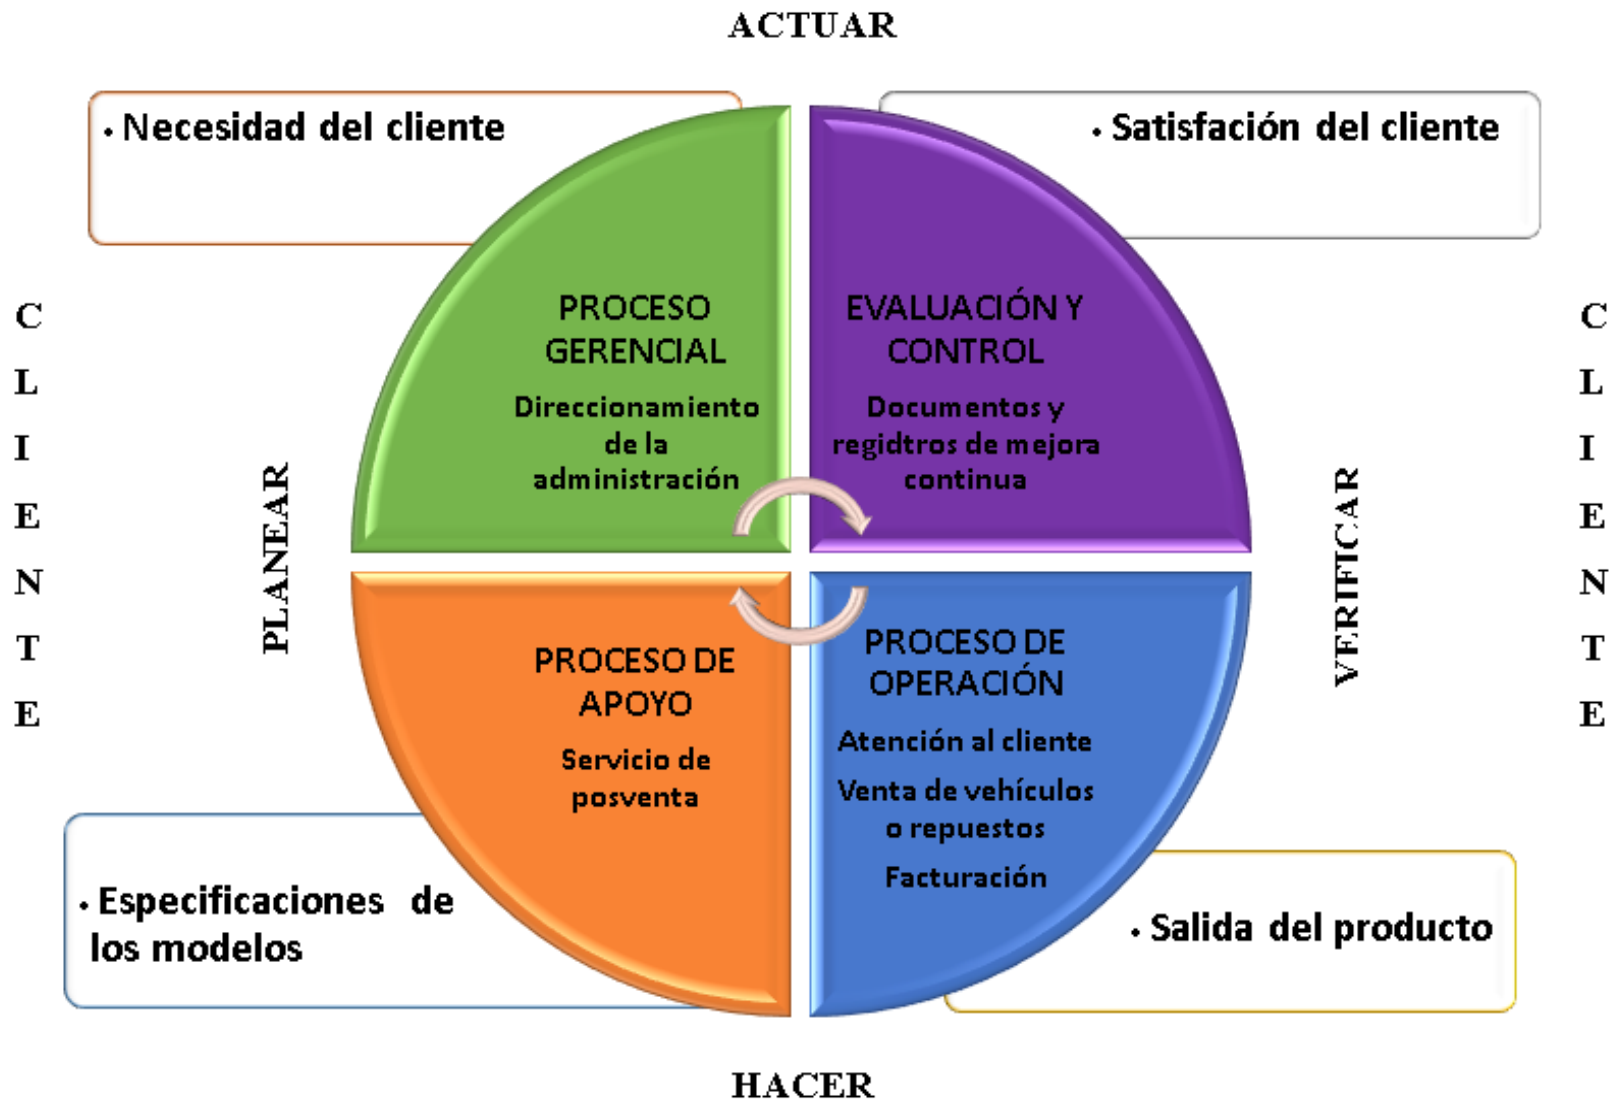 ACTUAR
• Necesidad del cliente
• Satisfación del cliente
PROCESO
GERENCIAL
Direccionamiento
de la
administración
EVALUACIÓN Y
CONTROL
Documentos y
regidtros de mejora
continua
CLIENTE
PLANEAR
VERIFICAR
CLIENTE
PROCESO DE
APOYO
Servicio de
posventa
PROCESO DE
OPERACIÓN
Atención al cliente
Venta de vehículos
o repuestos
Facturación
• Especificaciones de
los modelos
• Salida del producto
HACER